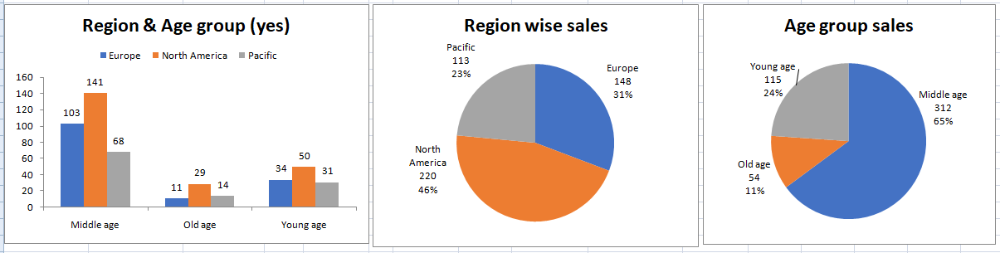 Region & Age group (yes)
Europe North America Pacific
160
140
120
100
80
60
40
20
0
103 141 68
11 29 14
34 50 31
Middle age Old age Young age
Region wise sales
Pacific
113
23%
Europe
148
31%
North
America
220
46%
Age group sales
Young age
115
24%
Middle age
312
65%
Old age
54
11%